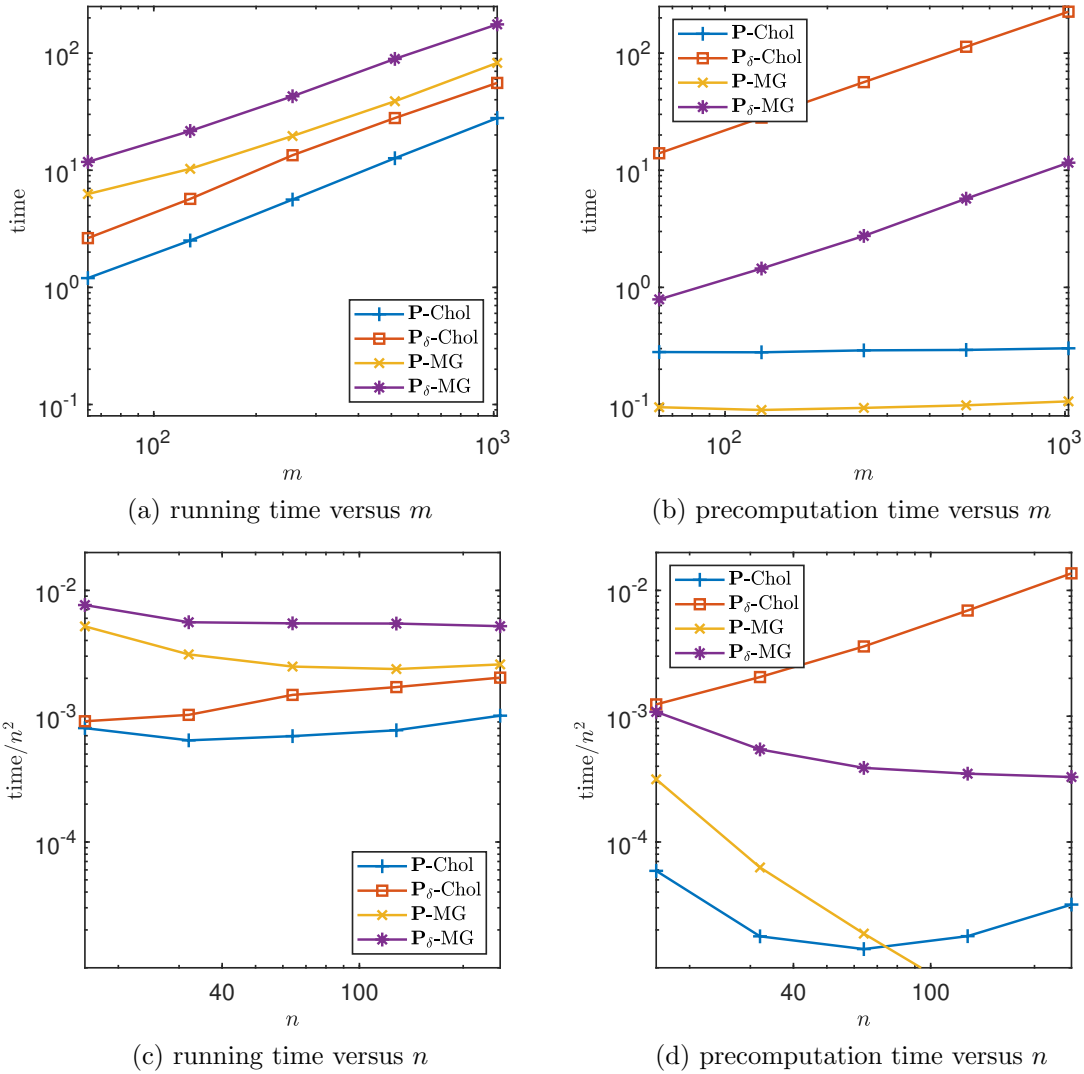 10^2
10^1
10^0
10^{-1}
time
P-Chol
P_δ-Chol
P-MG
P_δ-MG
10^2
10^3
m
(a) running time versus m
10^2
10^1
10^0
10^{-1}
time
P-Chol
P_δ-Chol
P-MG
P_δ-MG
10^2
10^3
m
(b) precomputation time versus m
10^{-2}
10^{-3}
10^{-4}
time/n^2
P-Chol
P_δ-Chol
P-MG
P_δ-MG
40
100
n
(c) running time versus n
10^{-2}
10^{-3}
10^{-4}
time/n^2
P-Chol
P_δ-Chol
P-MG
P_δ-MG
40
100
n
(d) precomputation time versus n